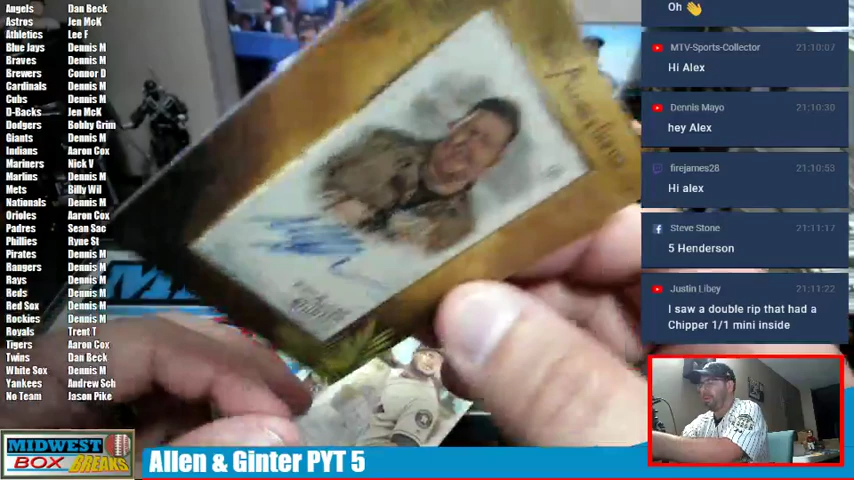 Angels Dan Beck
Astros Jen McK
Athletics Lee F
Blue Jays Dennis M
Braves Dennis M
Brewers Connor D
Cardinals Dennis M
Cubs Dennis M
D-Backs Jen McK
Dodgers Bobby Grim
Giants Dennis M
Indians Aaron Cox
Mariners Nick V
Marlins Dennis M
Mets Billy Wil
Nationals Dennis M
Orioles Aaron Cox
Padres Sean Sac
Phillies Ryne St
Pirates Dennis M
Rangers Dennis M
Rays Dennis M
Reds Dennis M
Red Sox Dennis M
Rockies Dennis M
Royals Trent T
Tigers Aaron Cox
Twins Dan Beck
White Sox Dennis M
Yankees Andrew Sch
No Team Jason Pike
MIDWEST
BOX BREAKS
Allen & Ginter PYT 5
Oh 👋
MTV-Sports-Collector 21:10:07
Hi Alex
Dennis Mayo 21:10:30
hey Alex
firejames28 21:10:53
Hi alex
Steve Stone 21:11:17
5 Henderson
Justin Libey 21:11:22
I saw a double rip that had a
Chipper 1/1 mini inside